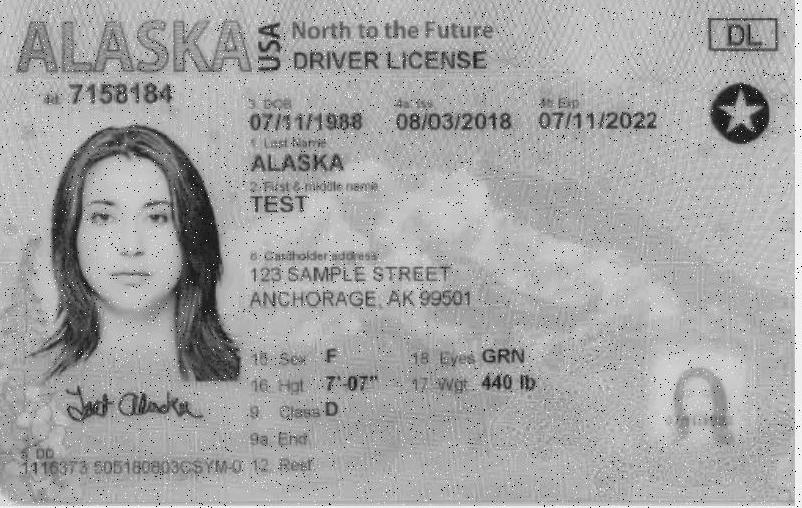 ALASKA USA North to the Future
DRIVER LICENSE
DL
4d 7158184
3 DOB 4a Iss 4b Exp
07/11/1988 08/03/2018 07/11/2022
1 Last Name
ALASKA
2 First & middle name
TEST
8 Cardholder address
123 SAMPLE STREET
ANCHORAGE, AK 99501
15 Sex F 18 Eyes GRN
16 Hgt 7'-07" 17 Wgt 440 lb
Test Alaska
9 Class D
9a End
5 DD
1116373 505180803CSYM-0 12 Rest